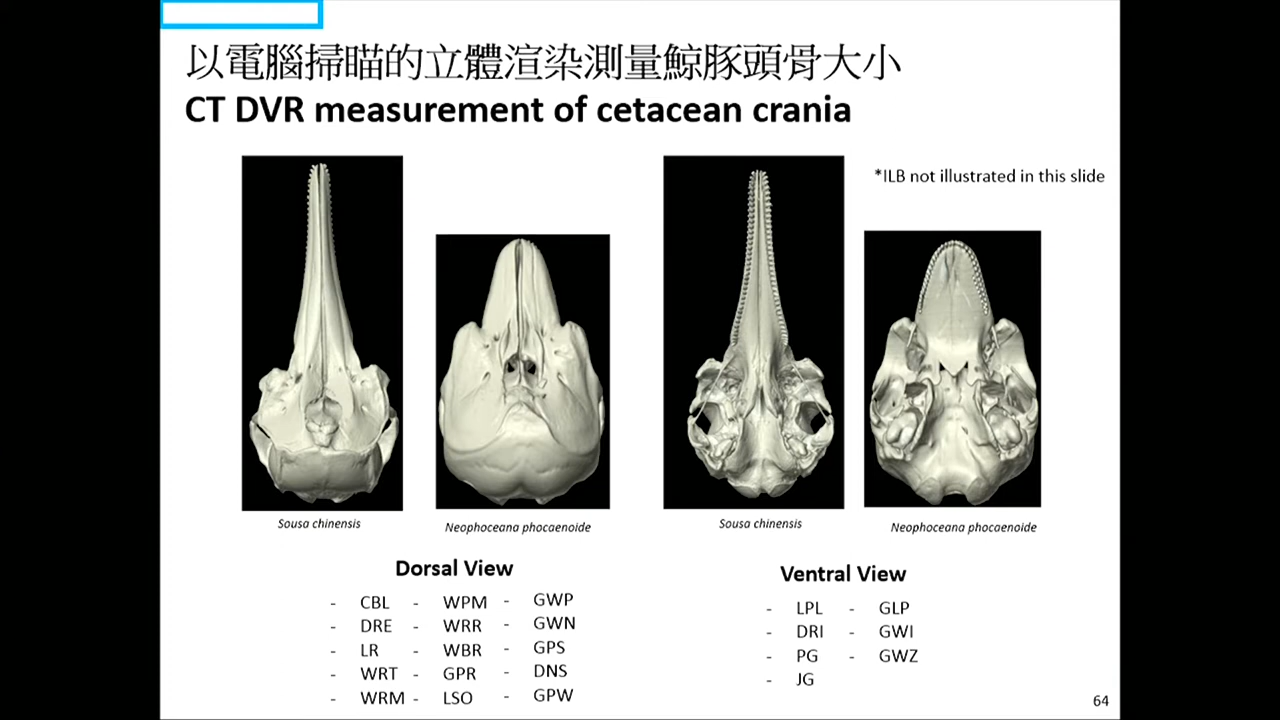 以電腦掃瞄的立體渲染測量鯨豚頭骨大小
CT DVR measurement of cetacean crania
*ILB not illustrated in this slide
Sousa chinensis
Neophoceana phocaenoide
Sousa chinensis
Neophoceana phocaenoide
Dorsal View
- CBL - WPM - GWP
- DRE - WRR - GWN
- LR - WBR - GPS
- WRT - GPR - DNS
- WRM - LSO - GPW
Ventral View
- LPL - GLP
- DRI - GWI
- PG - GWZ
- JG
64